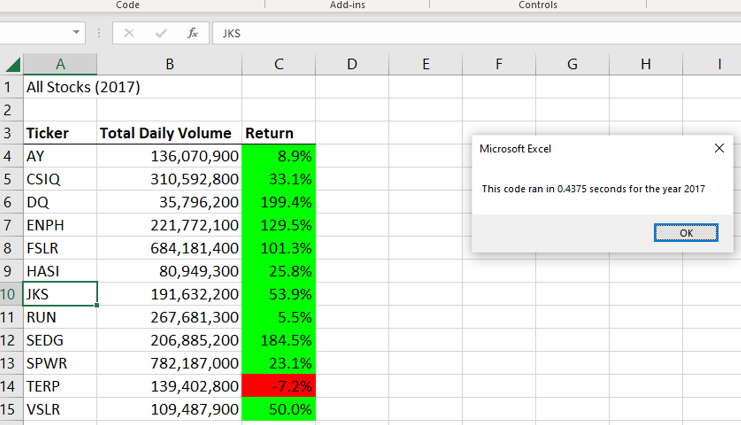 Code Add-ins Controls
fx JKS
A B C D E F G H I
1 All Stocks (2017)
2
3 Ticker Total Daily Volume Return
4 AY 136,070,900 8.9%
Microsoft Excel
5 CSIQ 310,592,800 33.1%
This code ran in 0.4375 seconds for the year 2017
6 DQ 35,796,200 199.4%
7 ENPH 221,772,100 129.5%
OK
8 FSLR 684,181,400 101.3%
9 HASI 80,949,300 25.8%
10 JKS 191,632,200 53.9%
11 RUN 267,681,300 5.5%
12 SEDG 206,885,200 184.5%
13 SPWR 782,187,000 23.1%
14 TERP 139,402,800 -7.2%
15 VSLR 109,487,900 50.0%